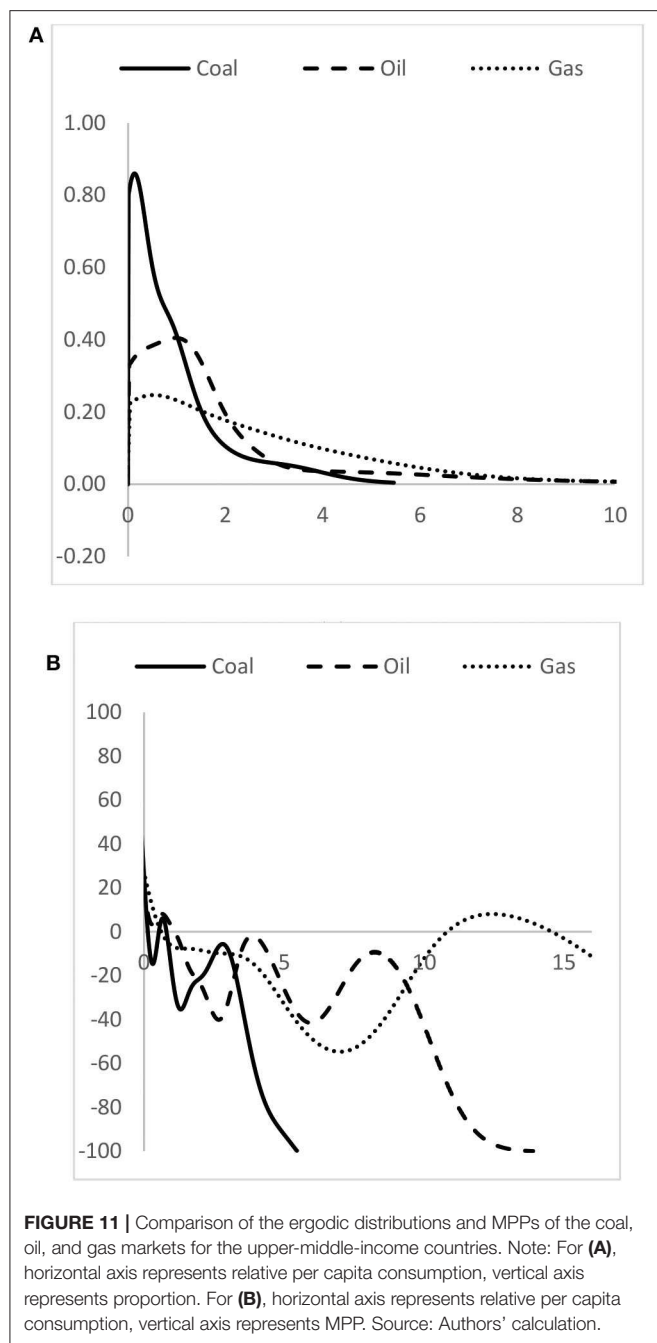 A
Coal Oil Gas
1.00
0.80
0.60
0.40
0.20
0.00
-0.20
0 2 4 6 8 10
B
Coal Oil Gas
100
80
60
40
20
0
-20
-40
-60
-80
-100
0 5 10 15
FIGURE 11 | Comparison of the ergodic distributions and MPPs of the coal,
oil, and gas markets for the upper-middle-income countries. Note: For (A),
horizontal axis represents relative per capita consumption, vertical axis
represents proportion. For (B), horizontal axis represents relative per capita
consumption, vertical axis represents MPP. Source: Authors' calculation.